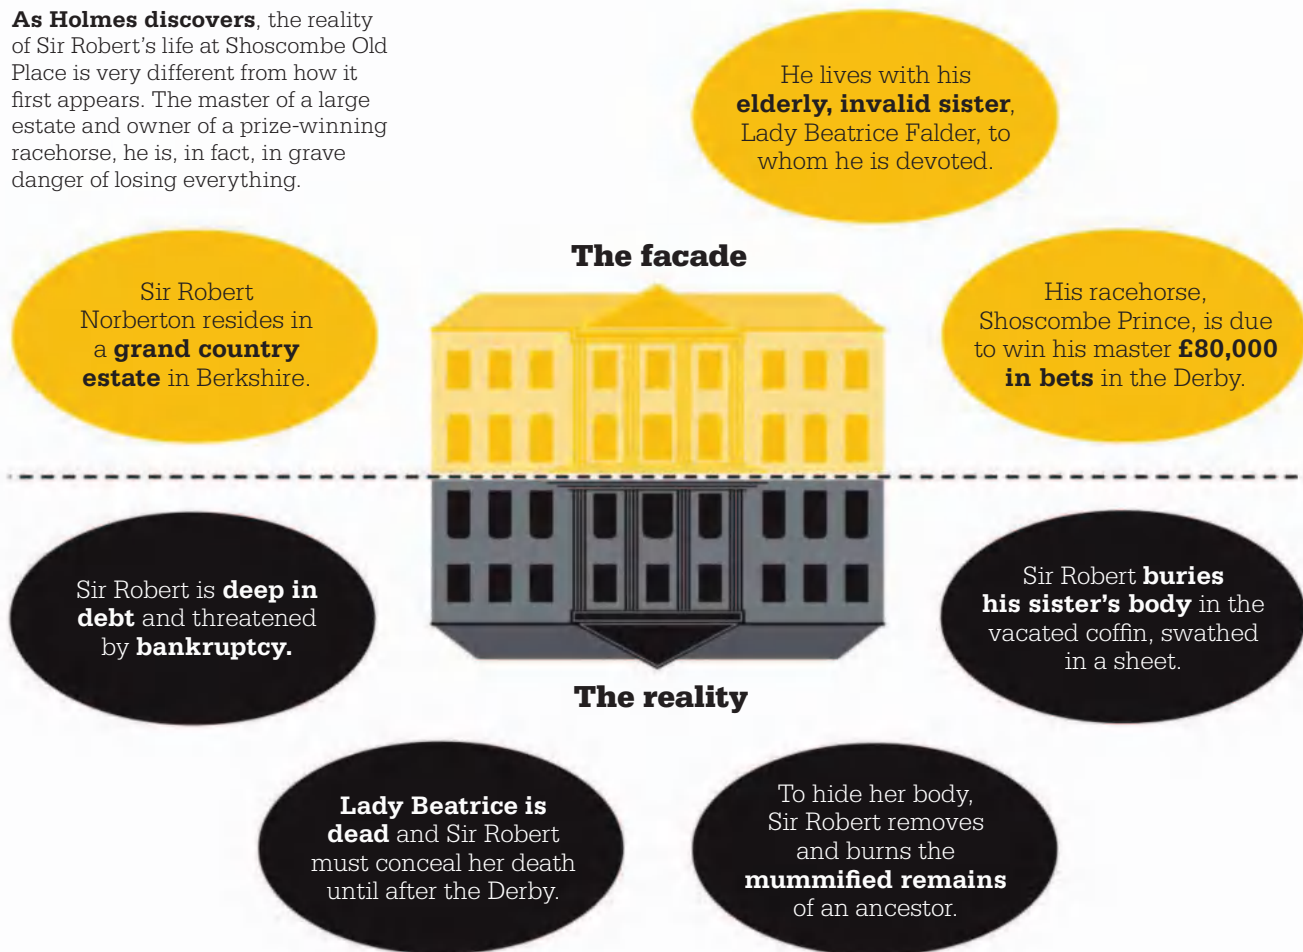 As Holmes discovers, the reality
of Sir Robert’s life at Shoscombe Old
Place is very different from how it
first appears. The master of a large
estate and owner of a prize-winning
racehorse, he is, in fact, in grave
danger of losing everything.
He lives with his
elderly, invalid sister,
Lady Beatrice Falder, to
whom he is devoted.
The facade
Sir Robert
Norberton resides in
a grand country
estate in Berkshire.
His racehorse,
Shoscombe Prince, is due
to win his master £80,000
in bets in the Derby.
Sir Robert is deep in
debt and threatened
by bankruptcy.
Sir Robert buries
his sister’s body in the
vacated coffin, swathed
in a sheet.
The reality
Lady Beatrice is
dead and Sir Robert
must conceal her death
until after the Derby.
To hide her body,
Sir Robert removes
and burns the
mummified remains
of an ancestor.